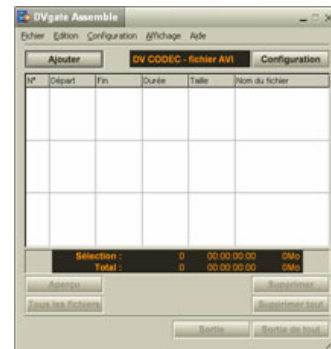 DVgate Assemble
Fichier Edition Configuration Affichage Aide
Ajouter DV CODEC - fichier AVI Configuration
N° Départ Fin Durée Taille Nom du fichier
Sélection : 0 00:00:00:00 0Mo
Total : 0 00:00:00:00 0Mo
Aperçu Supprimer
Tous les fichiers Supprimer tout
Sortie Sortie de tout